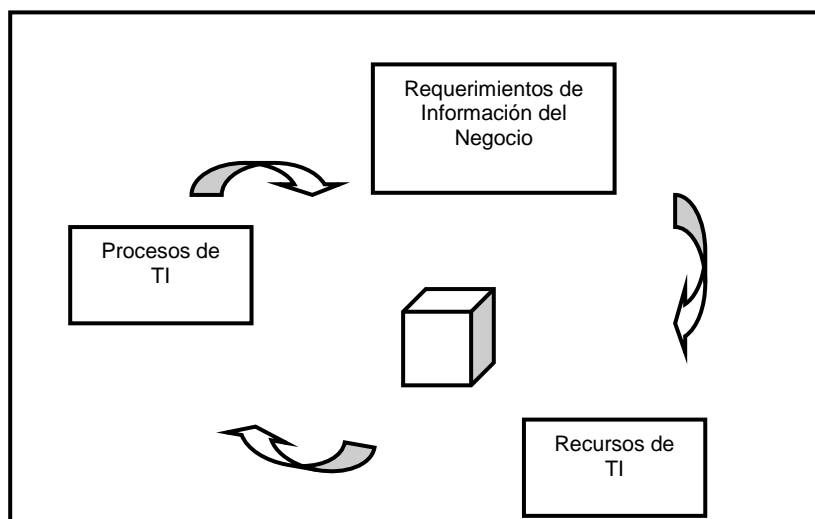 Requerimientos de
Información del
Negocio
Procesos de
TI
Recursos de
TI